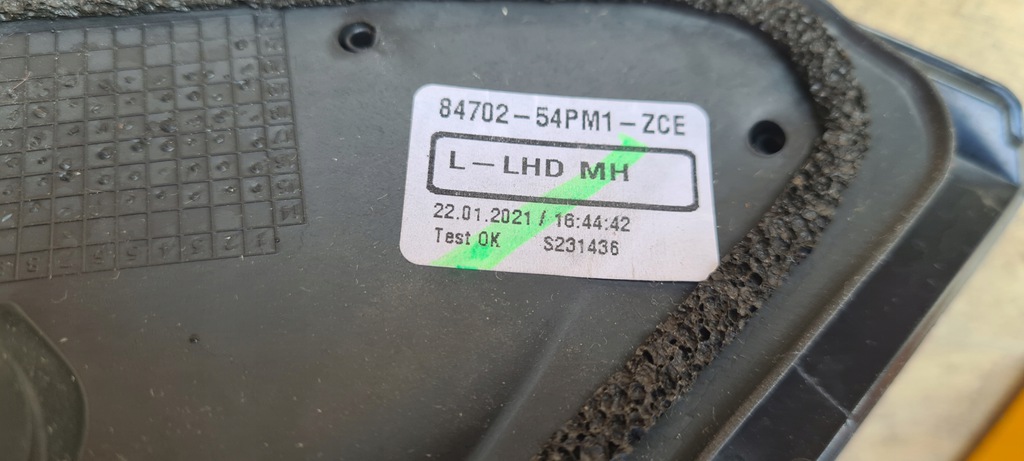 84702-54PM1-ZCE
L-LHD MH
22.01.2021 / 16:44:42
Test OK S231436